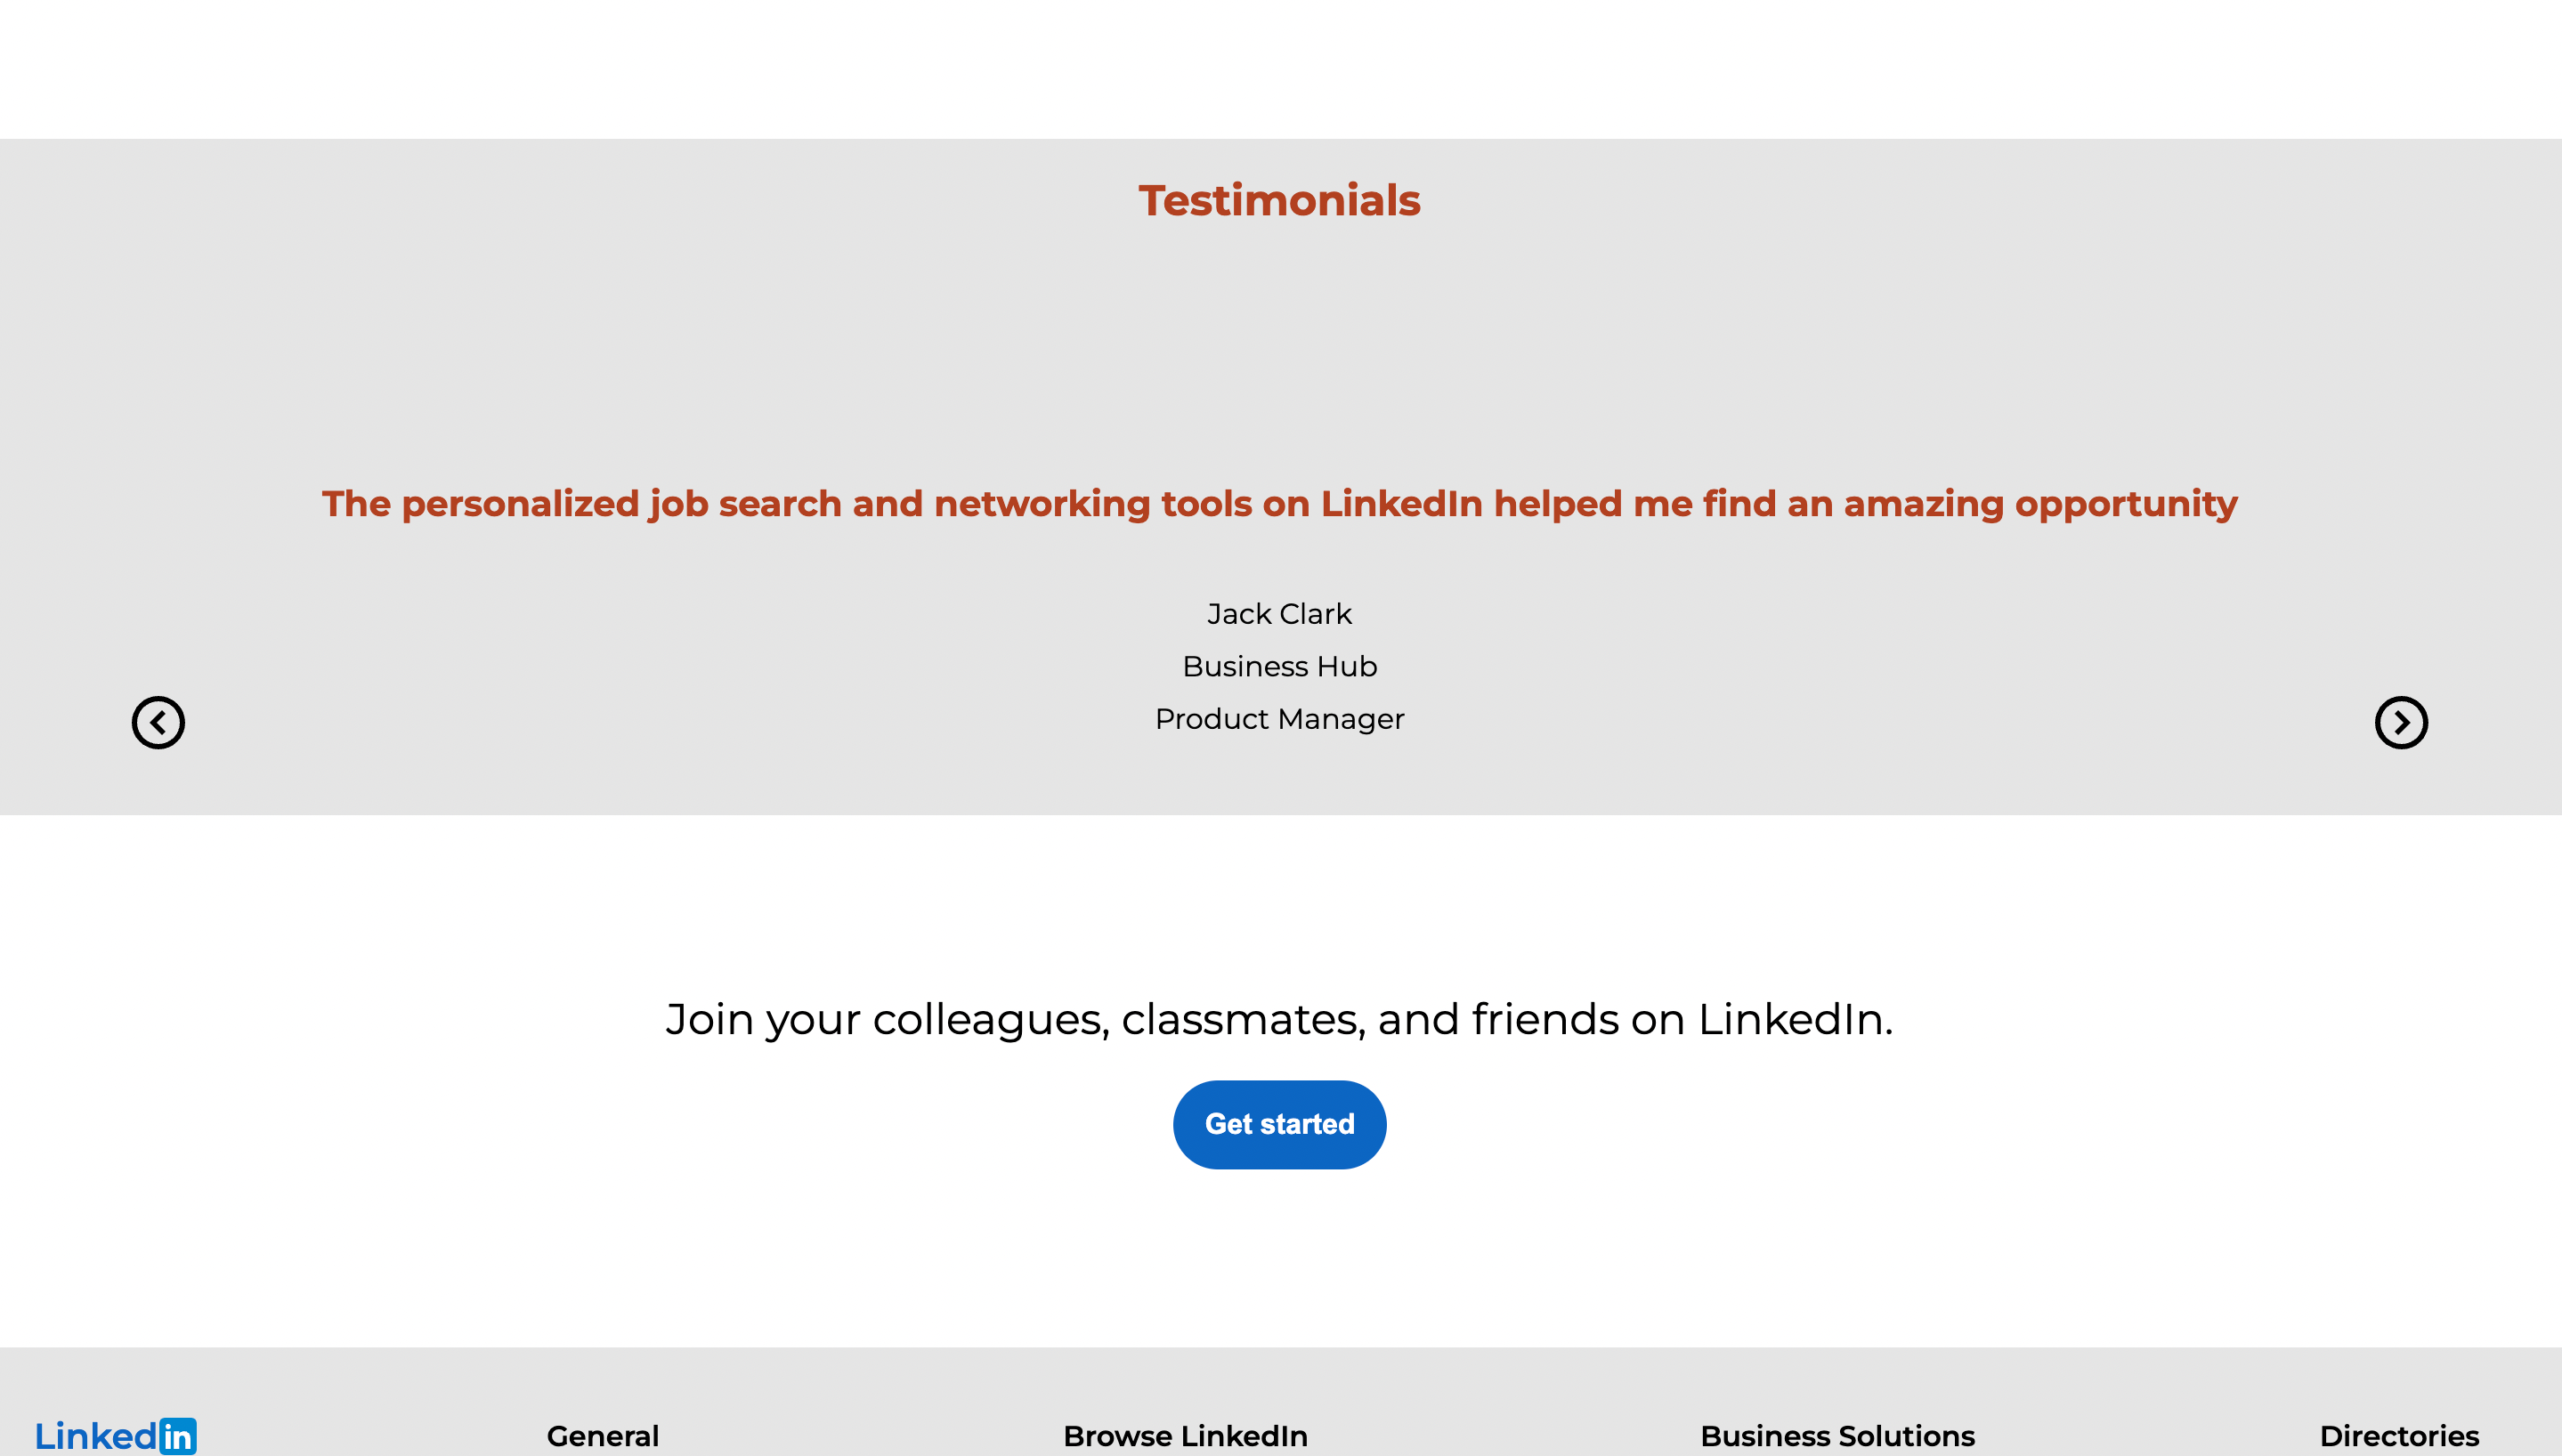 Testimonials
The personalized job search and networking tools on LinkedIn helped me find an amazing opportunity
Jack Clark
Business Hub
Product Manager
Join your colleagues, classmates, and friends on LinkedIn.
Get started
Linkedin
General
Browse LinkedIn
Business Solutions
Directories